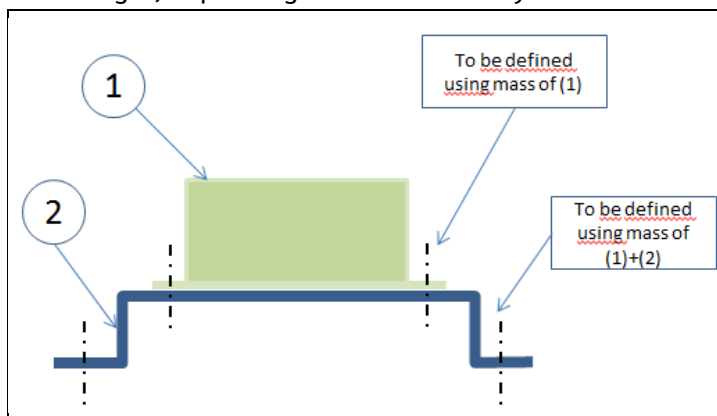 1
To be defined
using mass of (1)
2
To be defined
using mass of
(1)+(2)